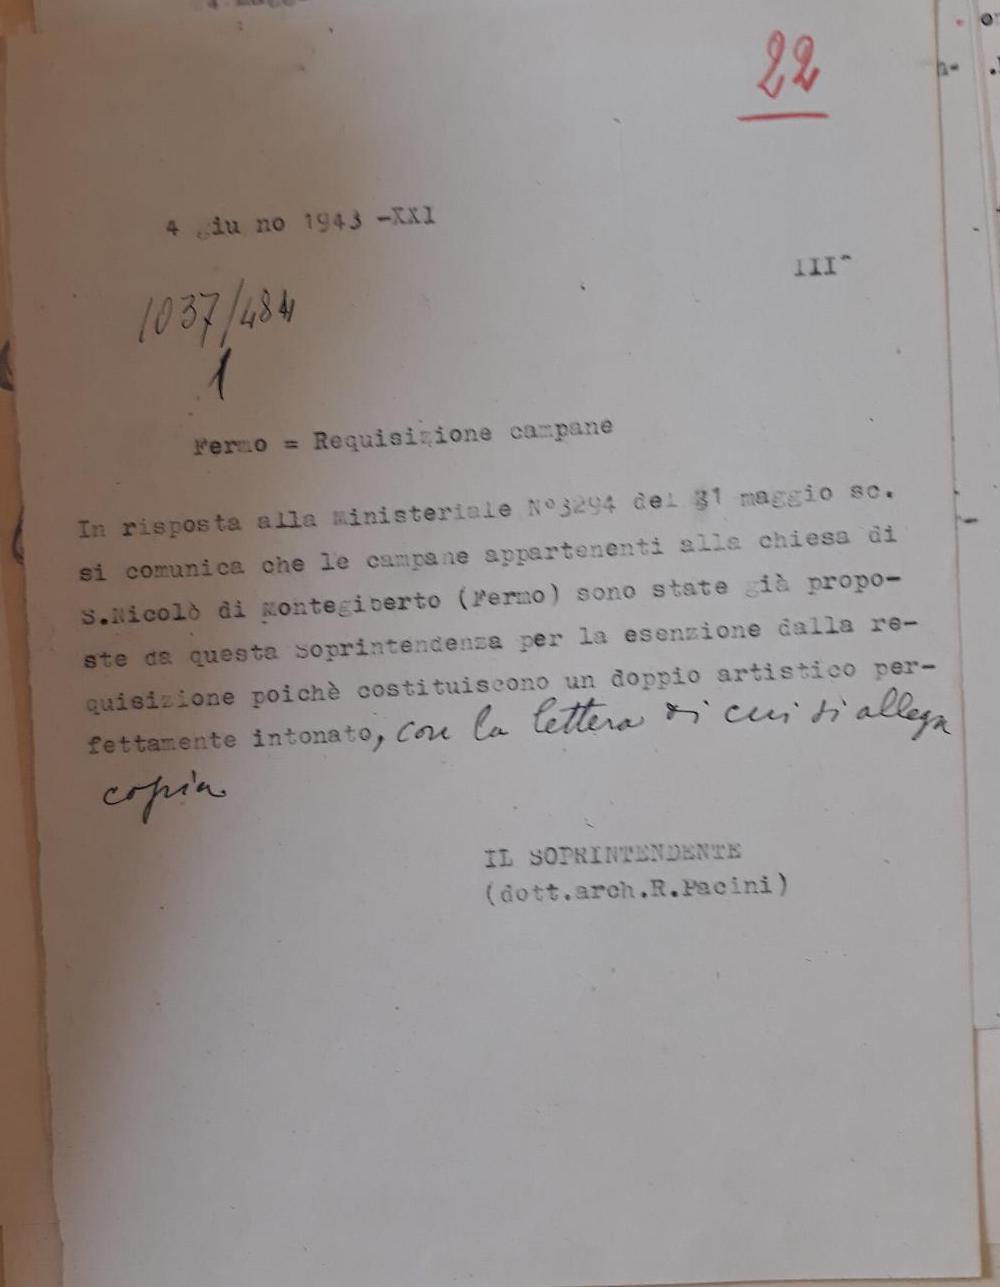 22
4 giu no 1943 -XXI
III^
1037/484
1
Fermo = Requisizione campane
In risposta alla Ministeriale N°3294 del 31 maggio sc.
si comunica che le campane appartenenti alla chiesa di
S.Nicolò di Montegiberto (Fermo) sono state già propo-
ste da questa Soprintendenza per la esenzione dalla re-
quisizione poichè costituiscono un doppio artistico per-
fettamente intonato, con la lettera di cui si allega
copia
IL SOPRINTENDENTE
(dott.arch.R.Pacini)